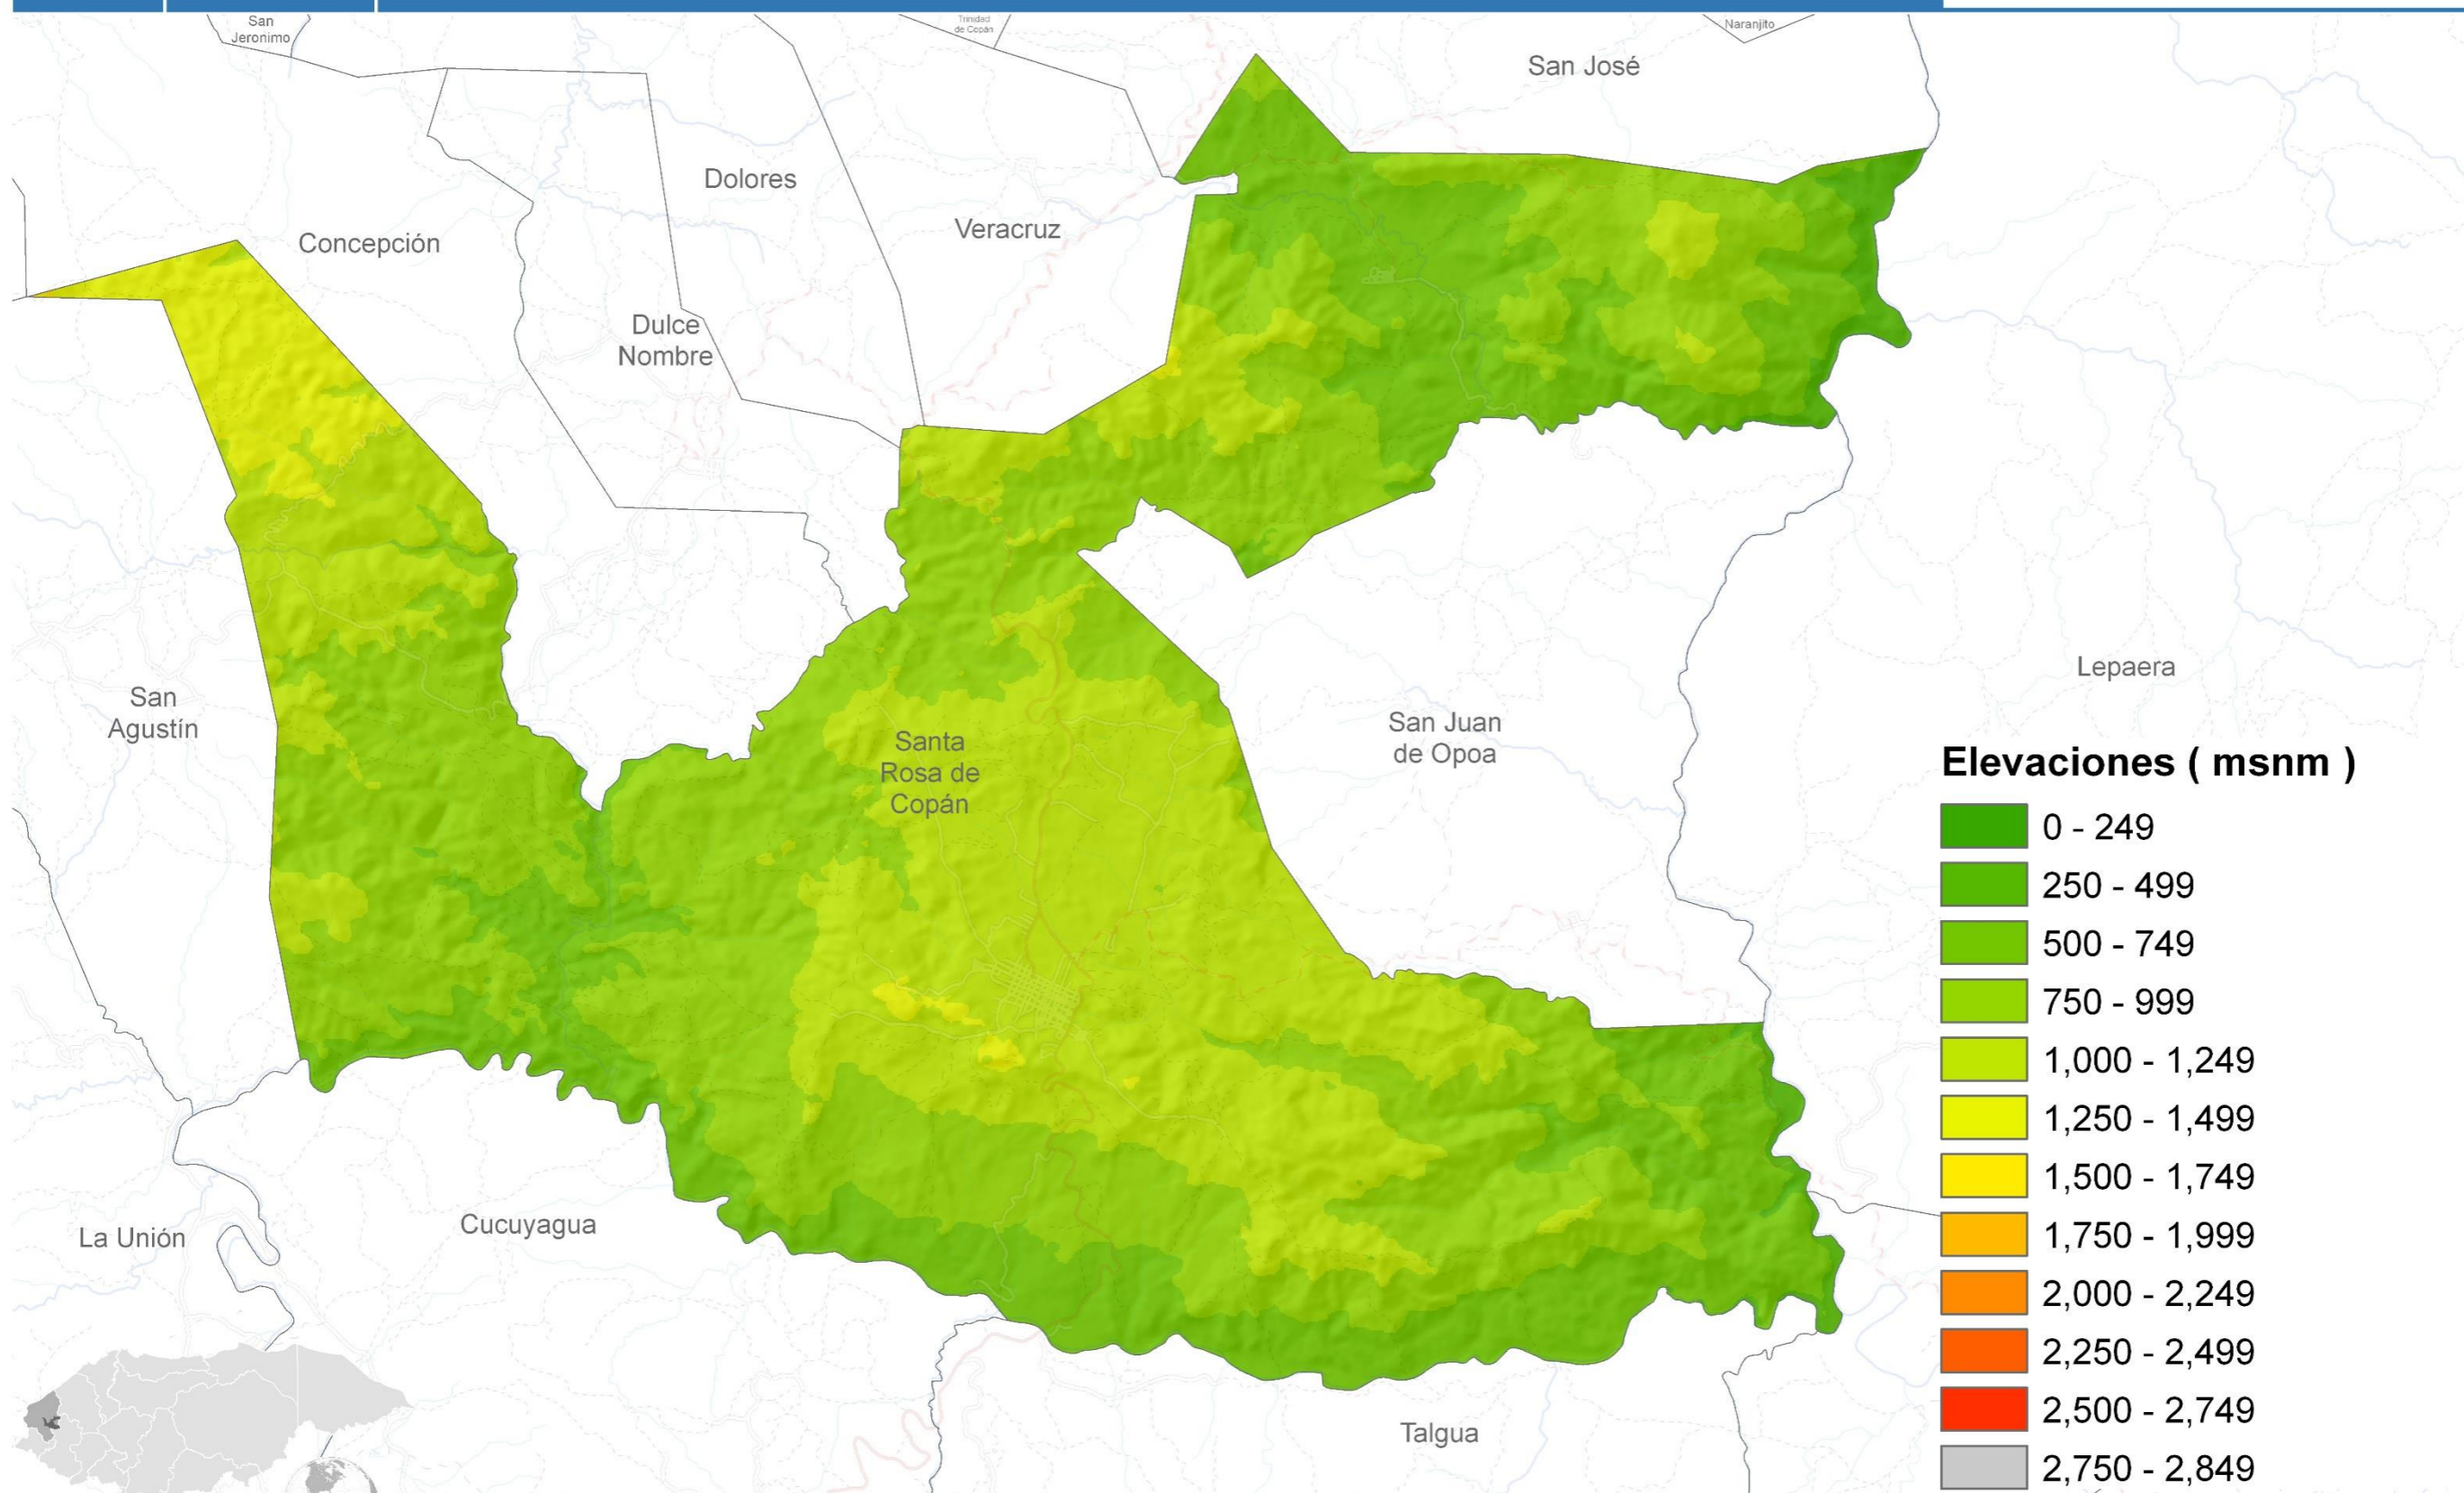 San
Jeronimo
Trinidad
de Copán
Naranjito
San José
Dolores
Veracruz
Concepción
Dulce
Nombre
San
Agustín
Santa
Rosa de
Copán
San Juan
de Opoa
Lepaera
La Unión
Cucuyagua
Talgua
Elevaciones ( msnm )
0 - 249
250 - 499
500 - 749
750 - 999
1,000 - 1,249
1,250 - 1,499
1,500 - 1,749
1,750 - 1,999
2,000 - 2,249
2,250 - 2,499
2,500 - 2,749
2,750 - 2,849